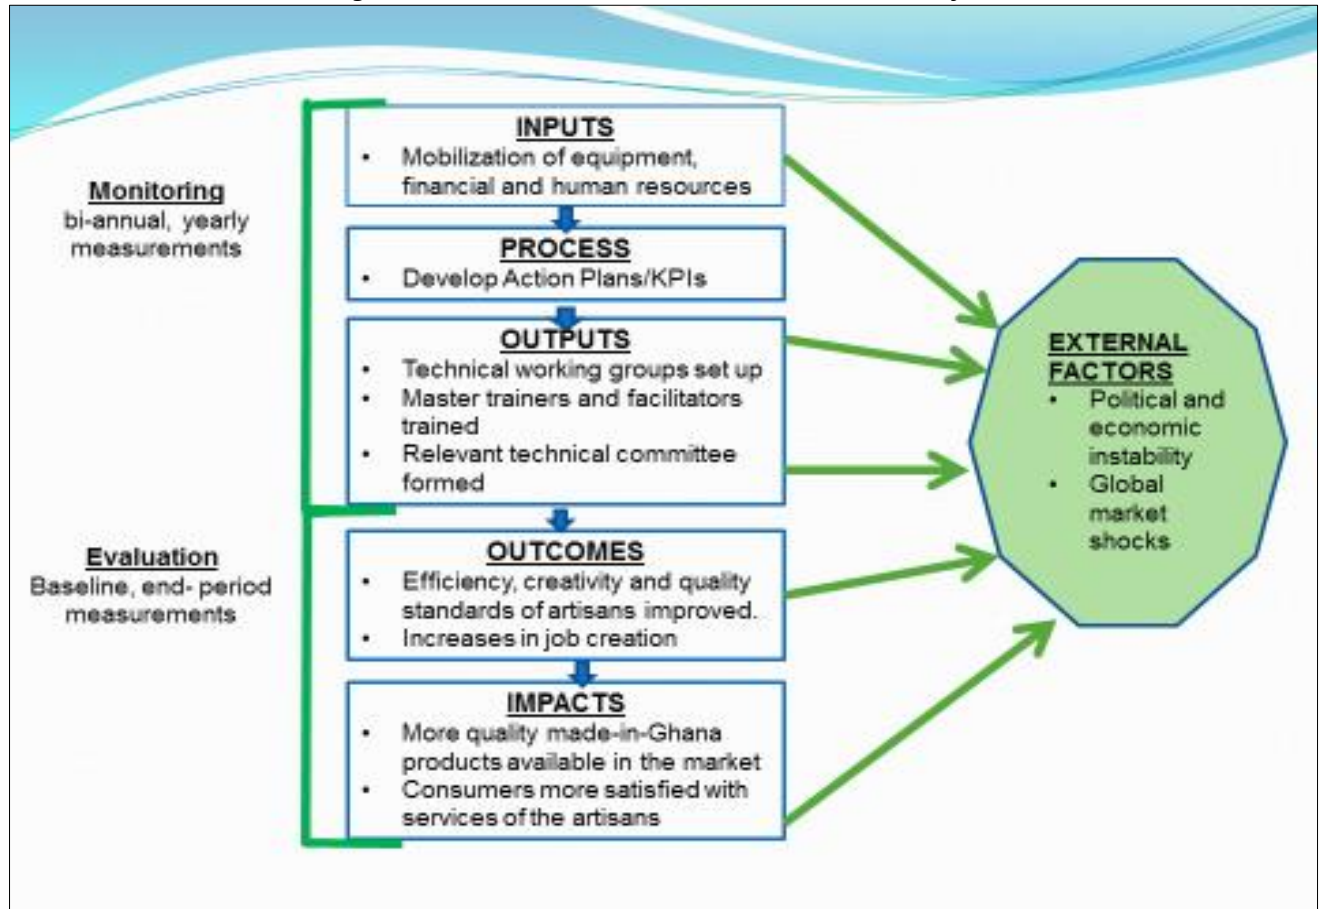 Monitoring
bi-annual, yearly
measurements
Evaluation
Baseline, end- period
measurements
INPUTS
• Mobilization of equipment,
financial and human resources
PROCESS
• Develop Action Plans/KPIs
OUTPUTS
• Technical working groups set up
• Master trainers and facilitators
trained
• Relevant technical committee
formed
OUTCOMES
• Efficiency, creativity and quality
standards of artisans improved.
• Increases in job creation
IMPACTS
• More quality made-in-Ghana
products available in the market
• Consumers more satisfied with
services of the artisans
EXTERNAL
FACTORS
• Political and
economic
instability
• Global
market
shocks